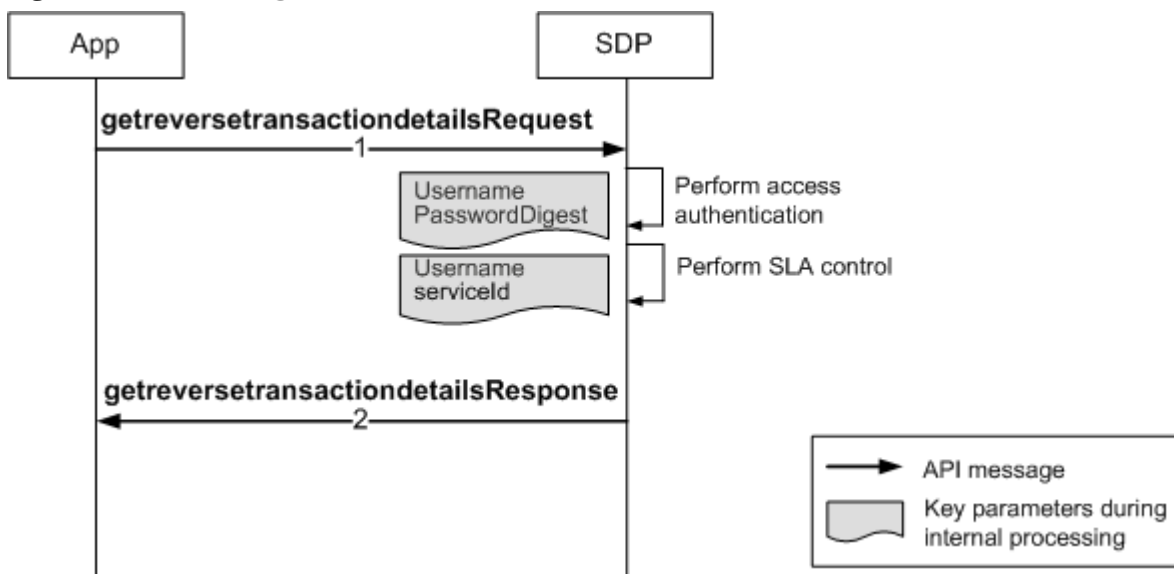 App
SDP
getreversetransactiondetailsRequest
1
Username
PasswordDigest
Perform access
authentication
Username
serviceId
Perform SLA control
getreversetransactiondetailsResponse
2
API message
Key parameters during
internal processing